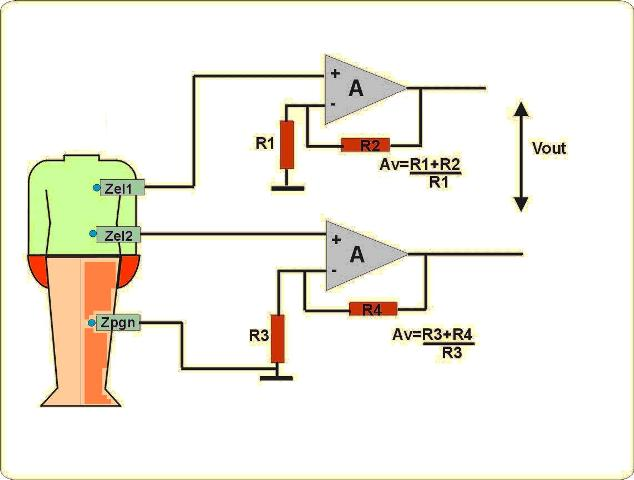 +
A
-
R1
R2
Av=R1+R2
R1
Vout
Zel1
Zel2
+
A
-
Zpgn
R3
R4
Av=R3+R4
R3